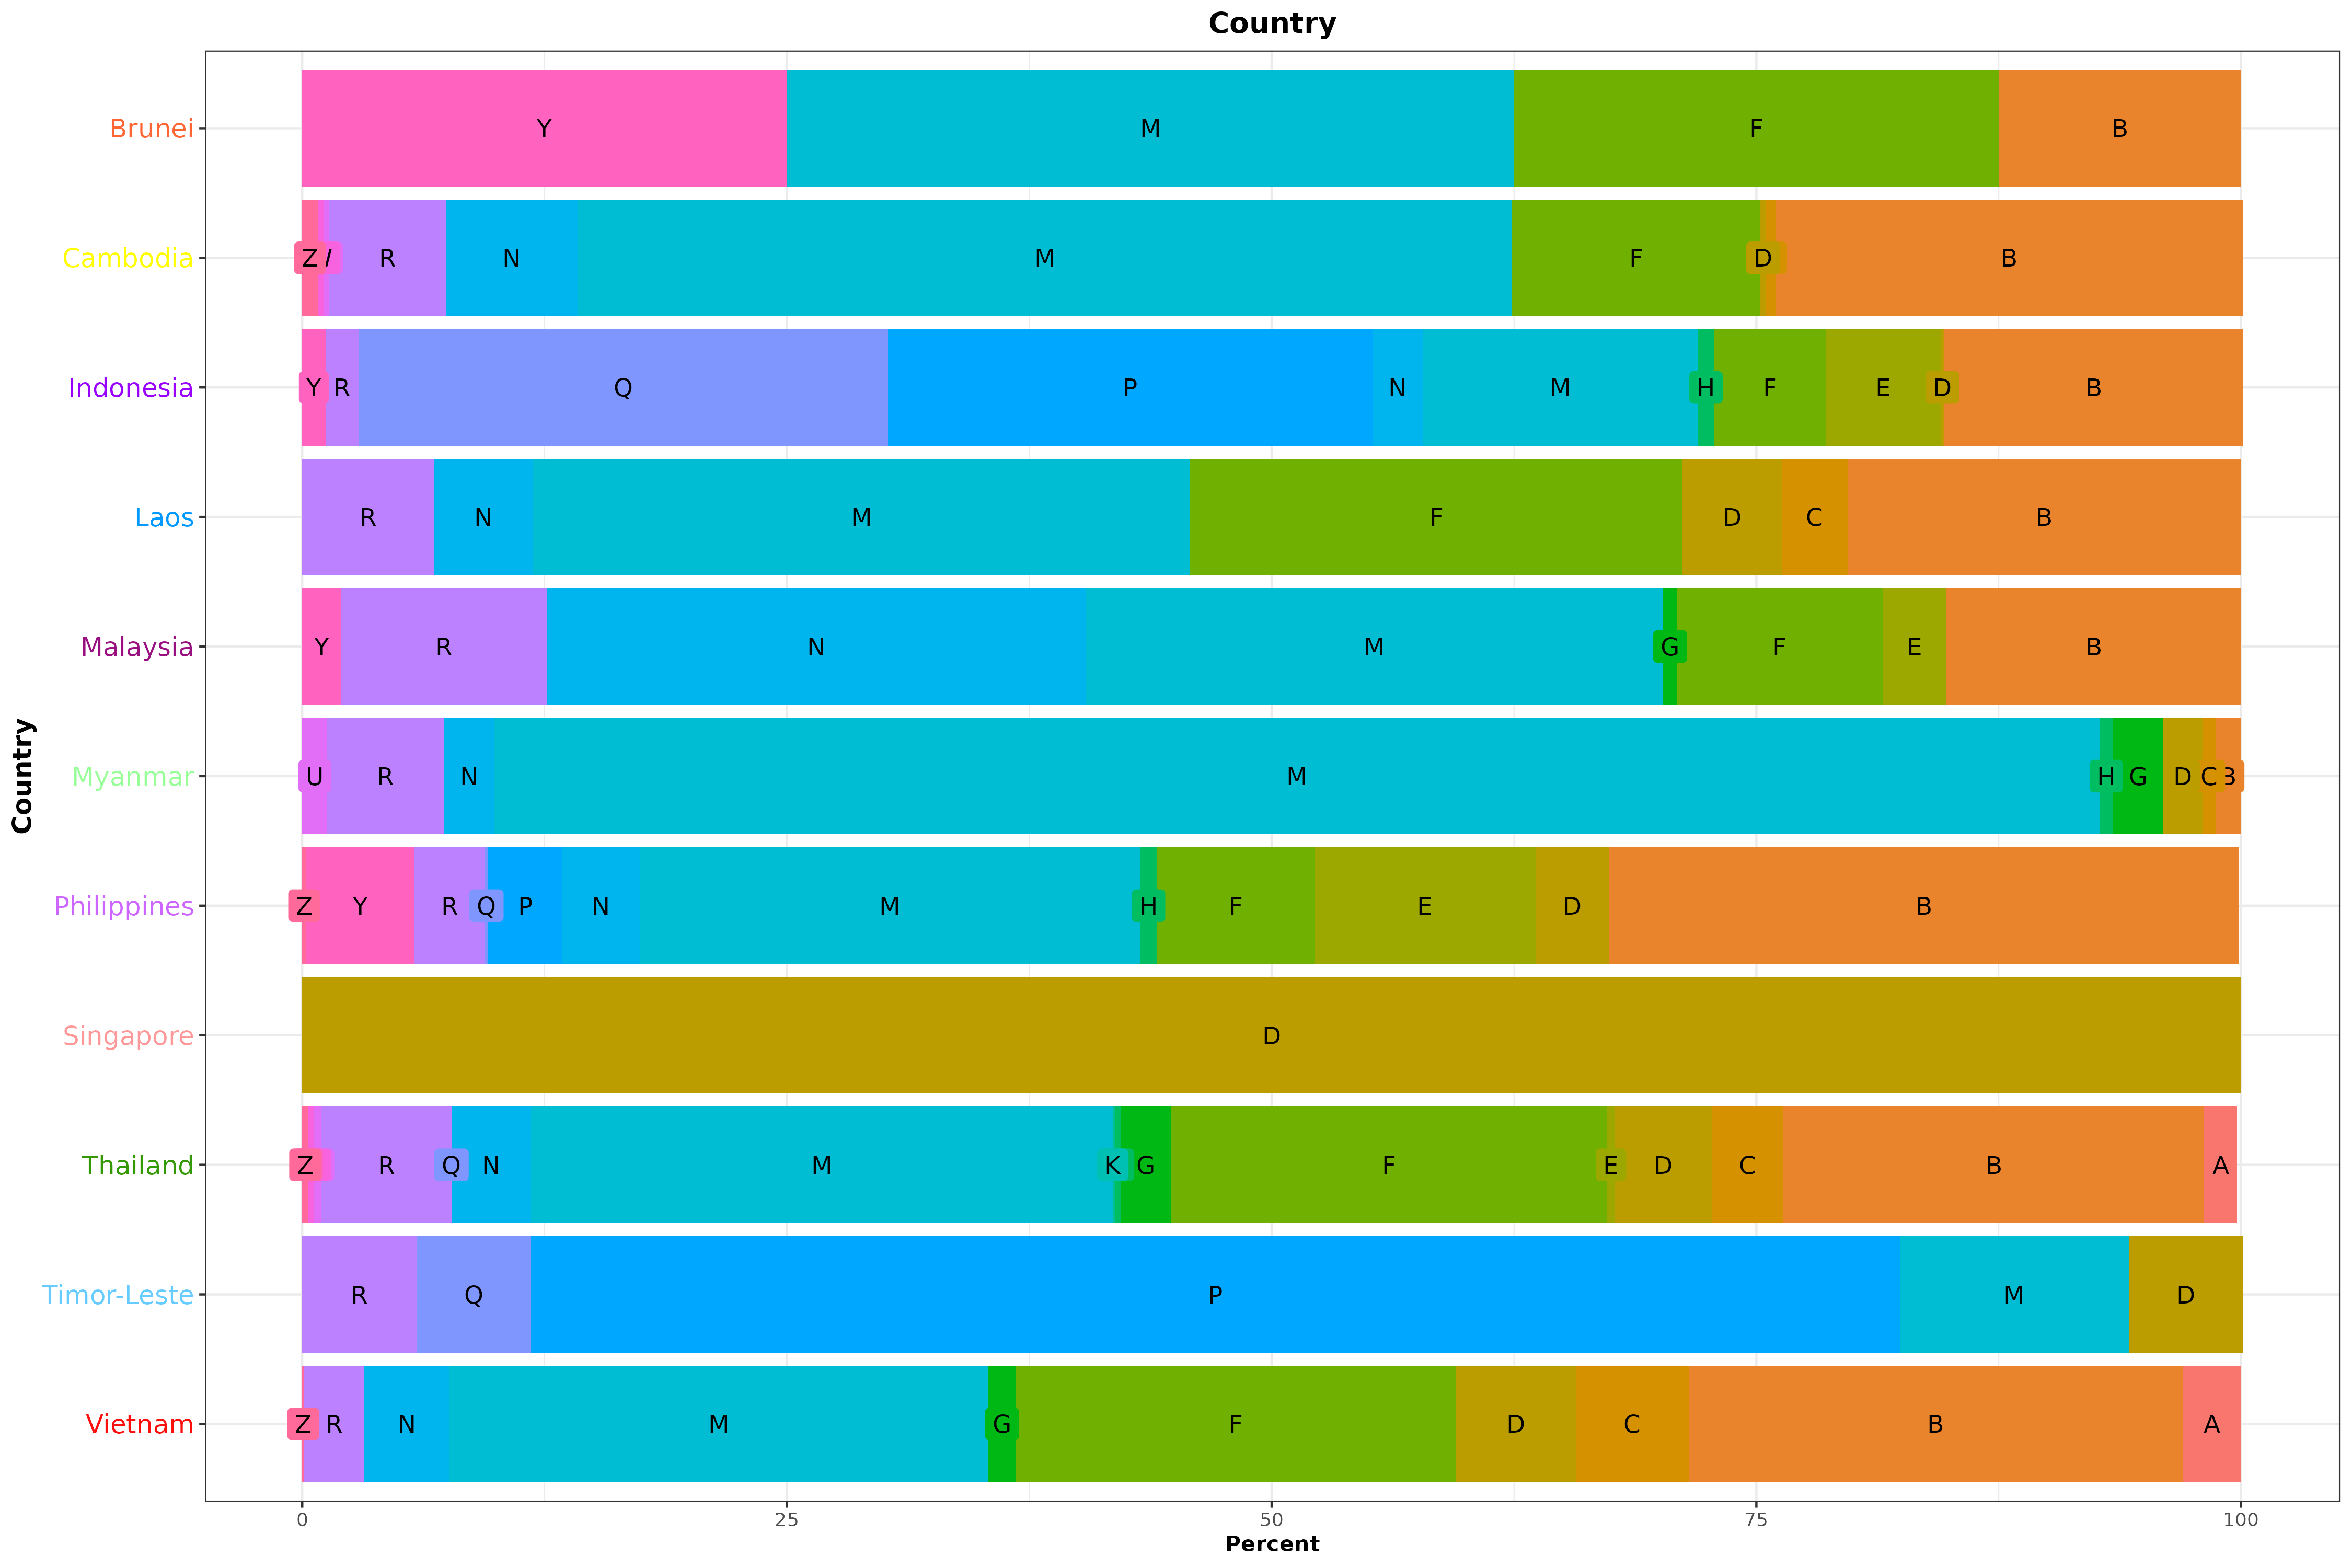 Country
Brunei Y M F B
Cambodia Z R N M F D B
Indonesia Y R Q P N M H F E D B
Laos R N M F D C B
Malaysia Y R N M G F E B
Myanmar U R N M H G D C B
Philippines Z Y R Q P N M H F E D B
Singapore D
Thailand Z R Q N M K G F E D C B A
Timor-Leste R Q P M D
Vietnam Z R N M G F D C B A
0 25 50 75 100
Percent
Country